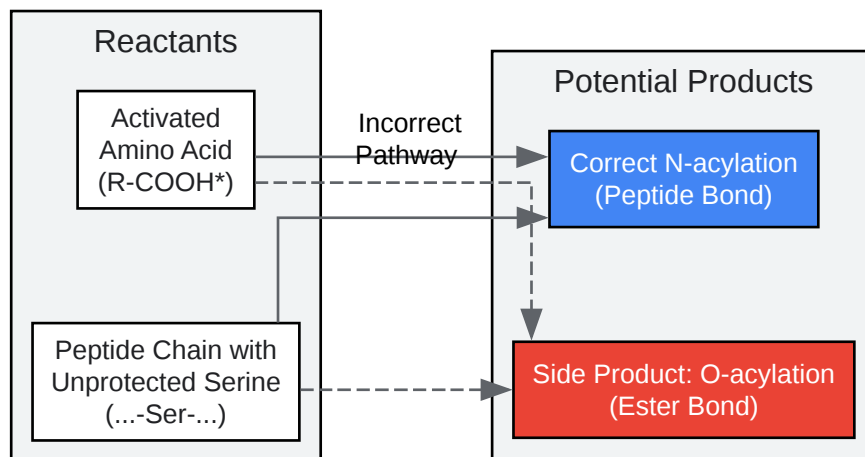 Reactants
Activated
Amino Acid
(R-COOH*)
Peptide Chain with
Unprotected Serine
(...-Ser-...)
Incorrect
Pathway
Potential Products
Correct N-acylation
(Peptide Bond)
Side Product: O-acylation
(Ester Bond)